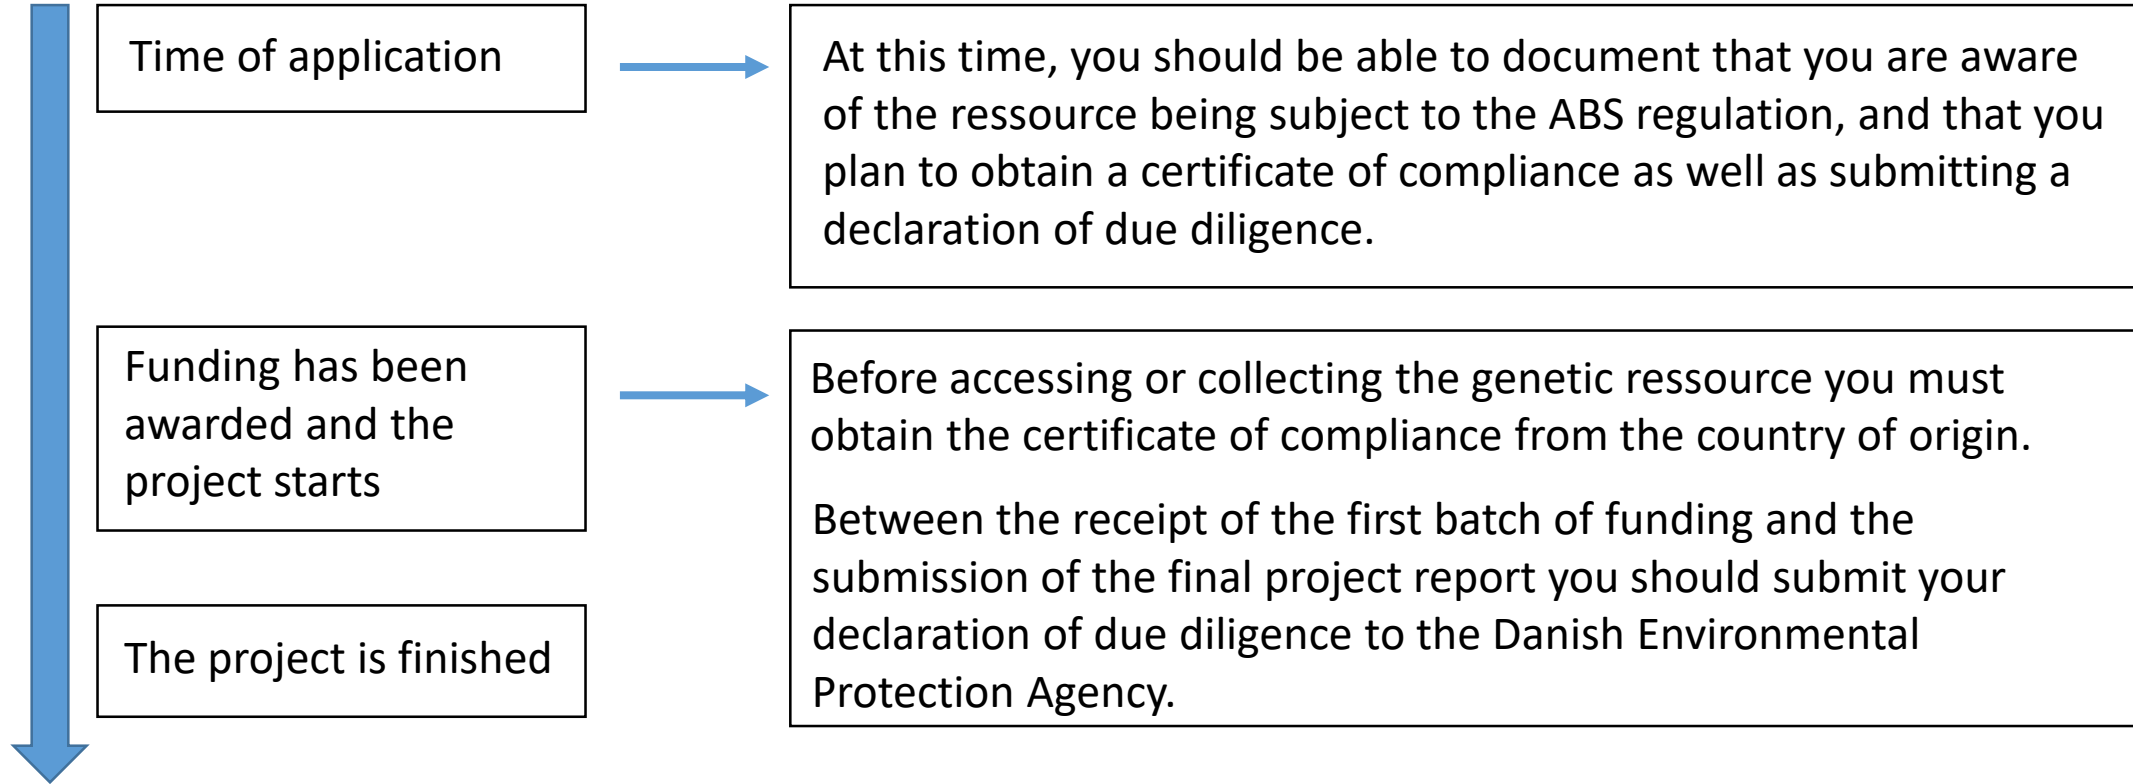 Time of application
At this time, you should be able to document that you are aware
of the ressource being subject to the ABS regulation, and that you
plan to obtain a certificate of compliance as well as submitting a
declaration of due diligence.
Funding has been
awarded and the
project starts
Before accessing or collecting the genetic ressource you must
obtain the certificate of compliance from the country of origin.
Between the receipt of the first batch of funding and the
submission of the final project report you should submit your
declaration of due diligence to the Danish Environmental
Protection Agency.
The project is finished